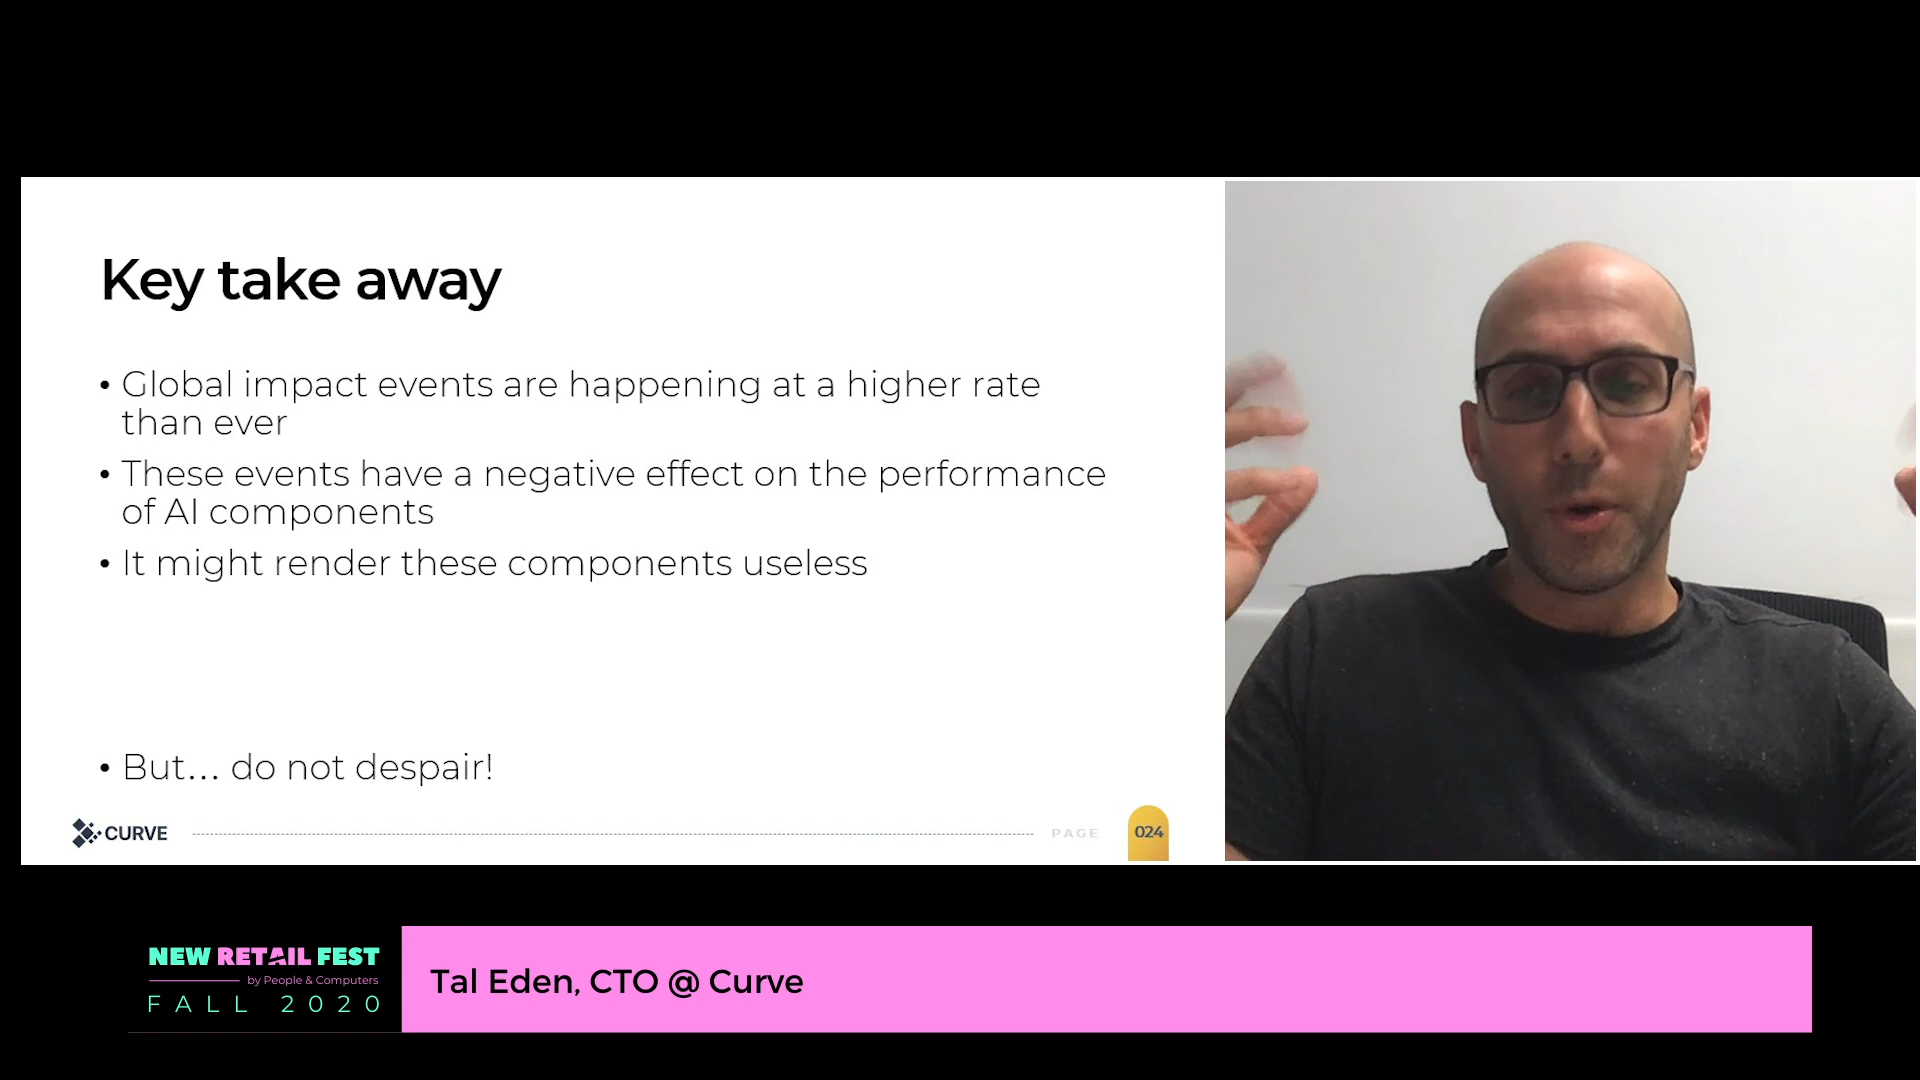 Key take away
• Global impact events are happening at a higher rate
than ever
• These events have a negative effect on the performance
of AI components
• It might render these components useless
• But... do not despair!
CURVE
PAGE
024
NEW RETAIL FEST
by People & Computers
FALL 2020
Tal Eden, CTO @ Curve